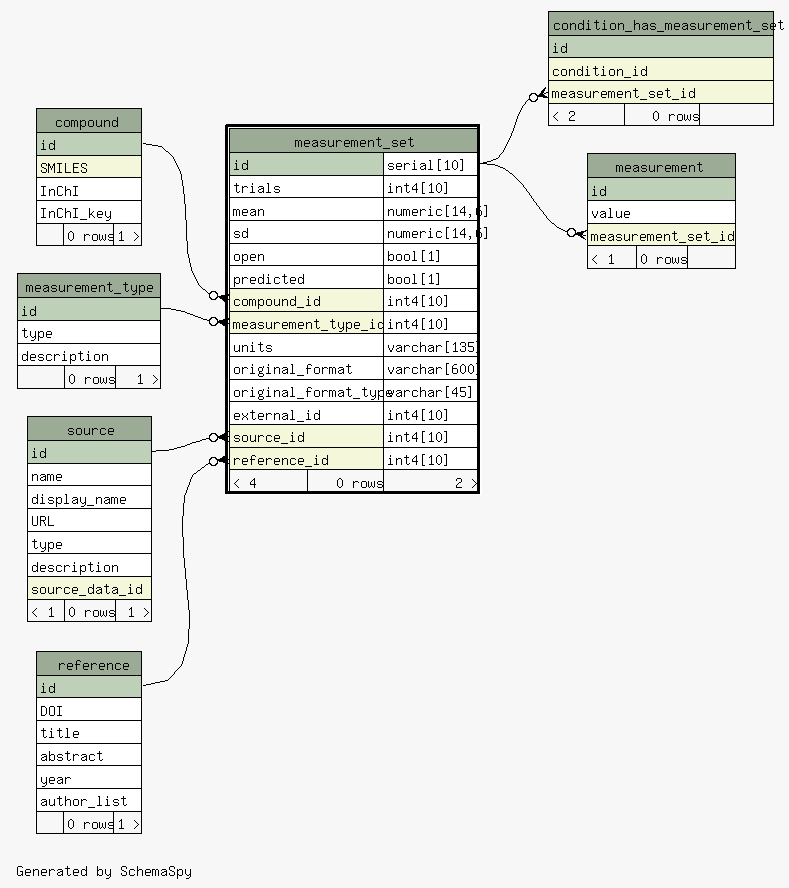 condition_has_measurement_set
id
condition_id
measurement_set_id
< 2 0 rows
compound
id
SMILES
InChI
InChI_key
0 rows 1 >
measurement_set
id serial[10]
trials int4[10]
mean numeric[14,6]
sd numeric[14,6]
open bool[1]
predicted bool[1]
compound_id int4[10]
measurement_type_id int4[10]
units varchar[135]
original_format varchar[600]
original_format_type varchar[45]
external_id int4[10]
source_id int4[10]
reference_id int4[10]
< 4 0 rows 2 >
measurement
id
value
measurement_set_id
< 1 0 rows
measurement_type
id
type
description
0 rows 1 >
source
id
name
display_name
URL
type
description
source_data_id
< 1 0 rows 1 >
reference
id
DOI
title
abstract
year
author_list
0 rows 1 >
Generated by SchemaSpy